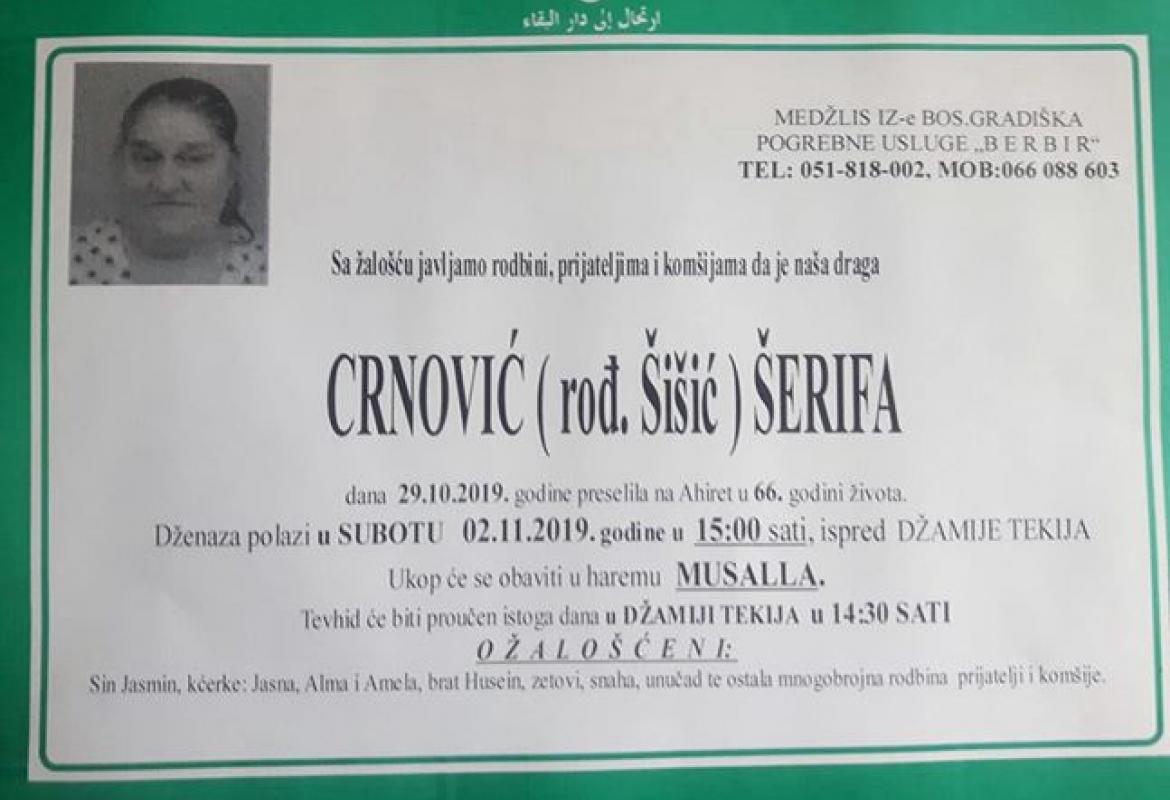 ارتحال إلى دار البقاء
MEDŽLIS IZ-e BOS.GRADIŠKA
POGREBNE USLUGE „B E R B I R“
TEL: 051-818-002, MOB:066 088 603
Sa žalošću javljamo rodbini, prijateljima i komšijama da je naša draga
CRNOVIĆ ( rođ. Šišić ) ŠERIFA
dana 29.10.2019. godine preselila na Ahiret u 66. godini života.
Dženaza polazi u SUBOTU 02.11.2019. godine u 15:00 sati, ispred DŽAMIJE TEKIJA
Ukop će se obaviti u haremu MUSALLA.
Tevhid će biti proučen istoga dana u DŽAMIJI TEKIJA u 14:30 SATI
O Ž A L O Š Ć E N I:
Sin Jasmin, kćerke: Jasna, Alma i Amela, brat Husein, zetovi, snaha, unučad te ostala mnogobrojna rodbina prijatelji i komšije.